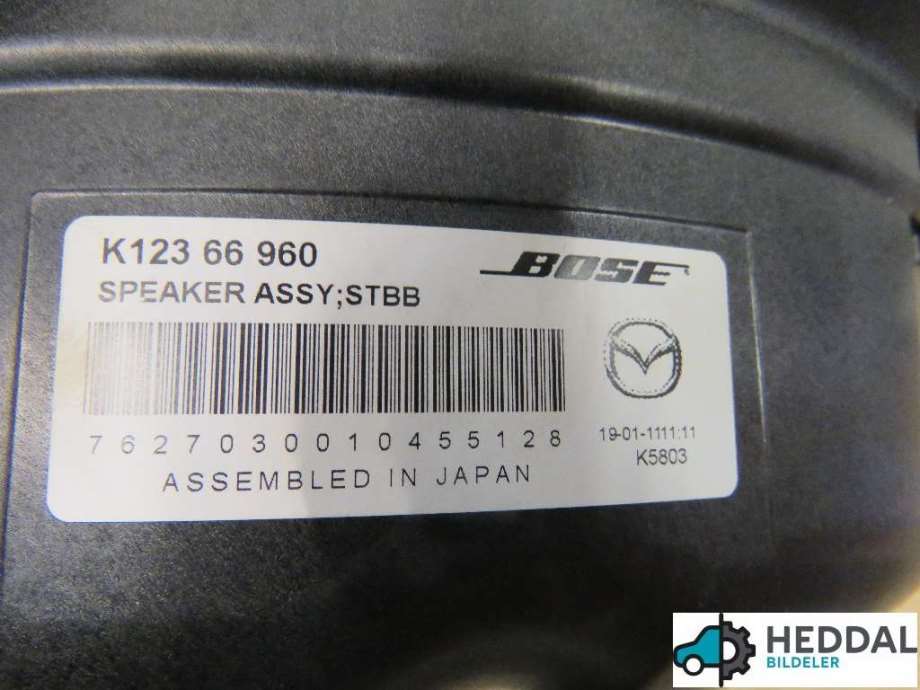 K123 66 960
BOSE
SPEAKER ASSY;STBB
7627030010455128
19-01-1111:11
K5803
ASSEMBLED IN JAPAN
HEDDAL
BILDELER